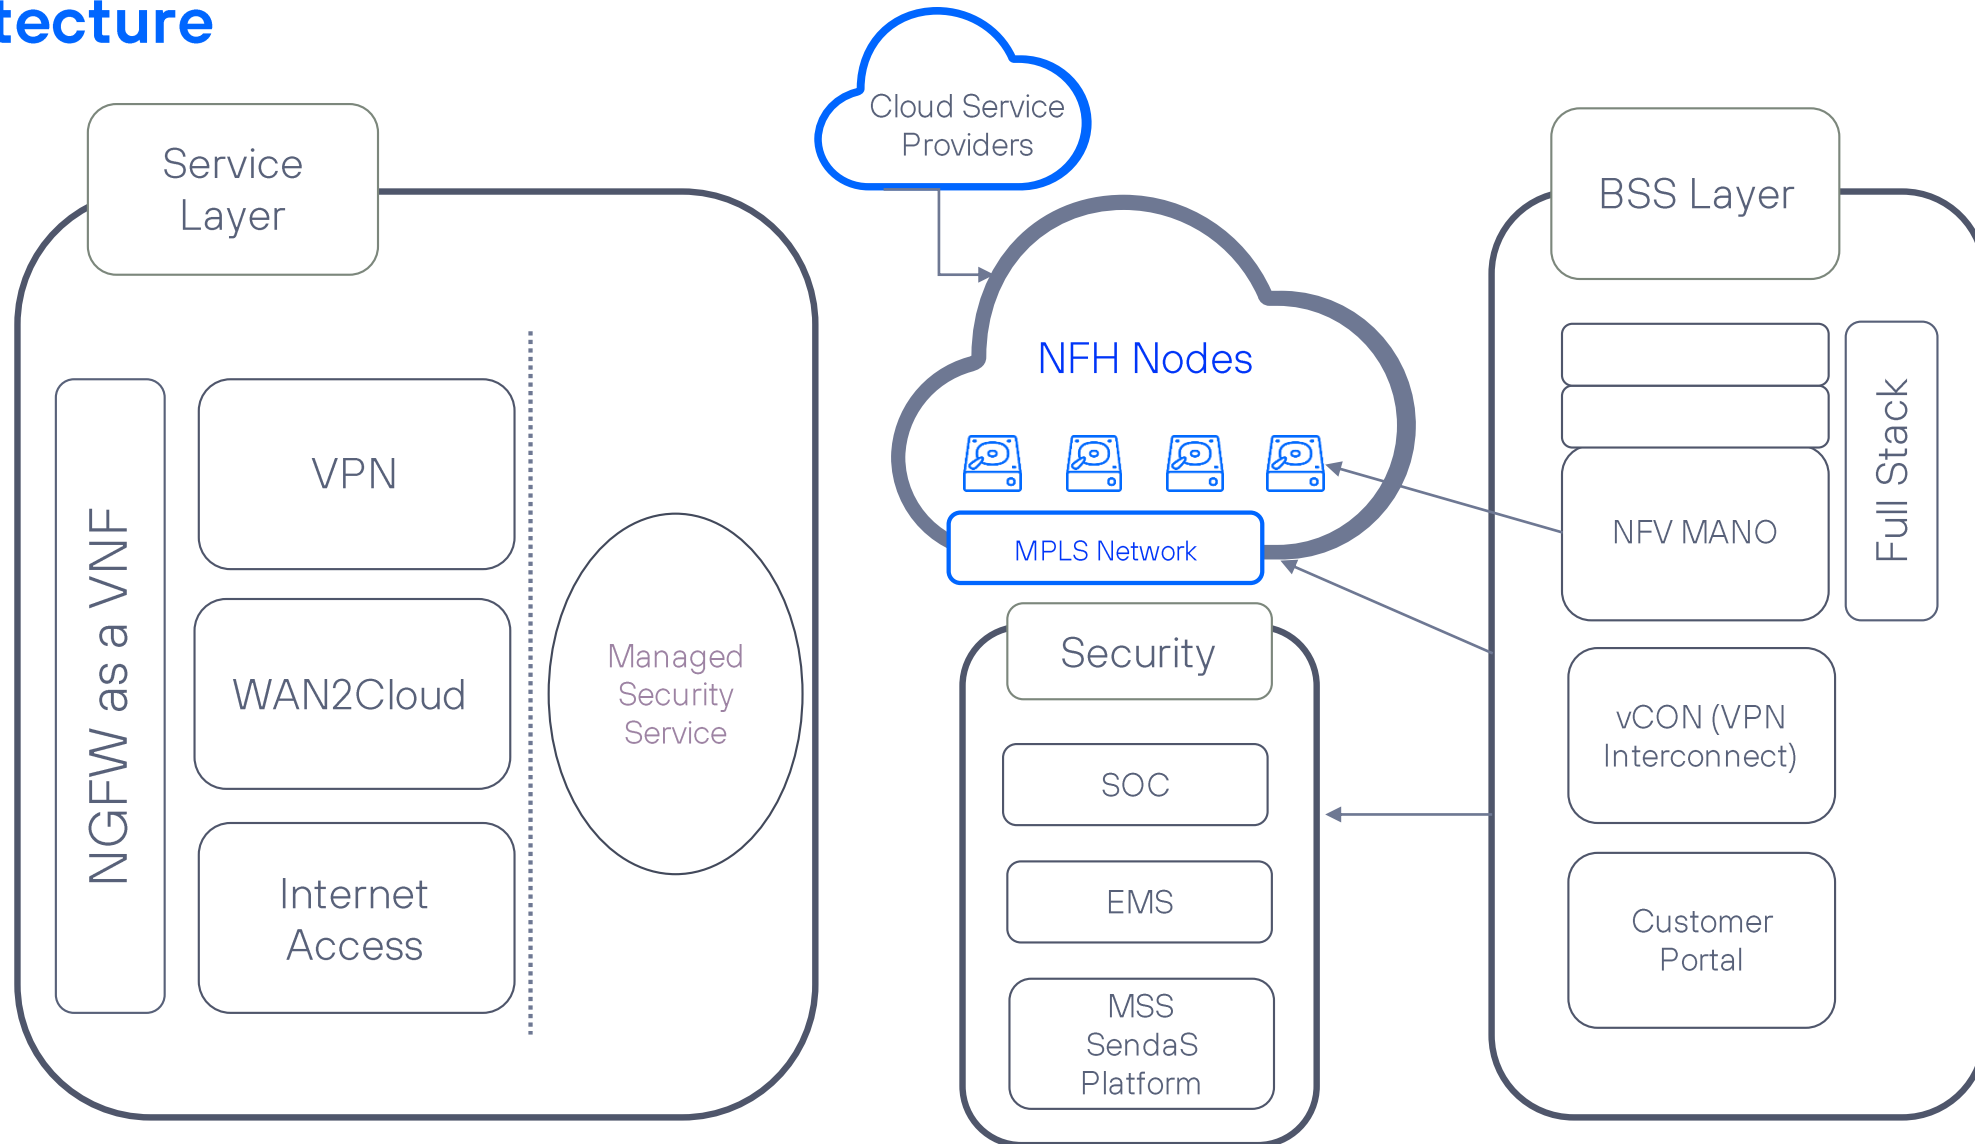 tecture
Service
Layer
NGFW as a VNF
VPN
WAN2Cloud
Internet
Access
Managed
Security
Service
Cloud Service
Providers
NFH Nodes
MPLS Network
Security
SOC
EMS
MSS
SendaS
Platform
BSS Layer
Full Stack
NFV MANO
vCON (VPN
Interconnect)
Customer
Portal